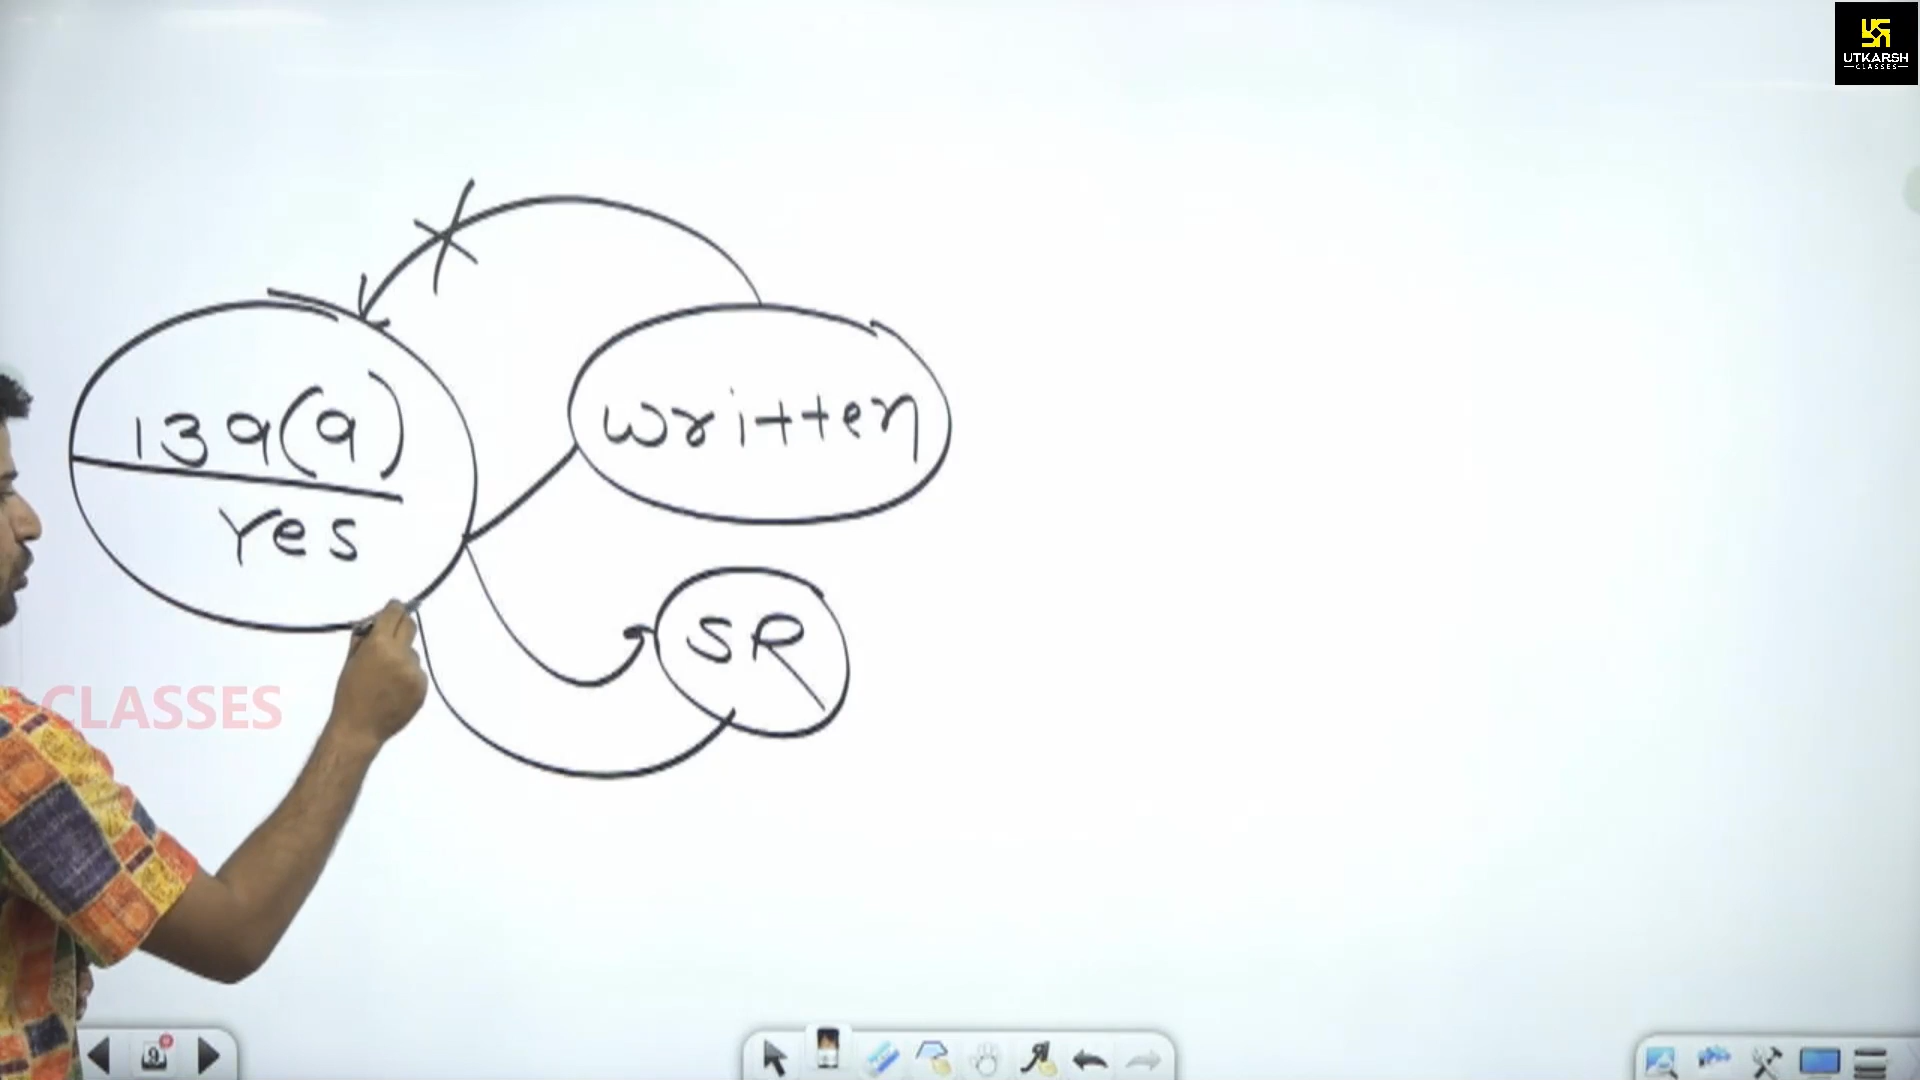 UTKARSH
CLASSES
139(9)
Yes
written
SR
CLASSES